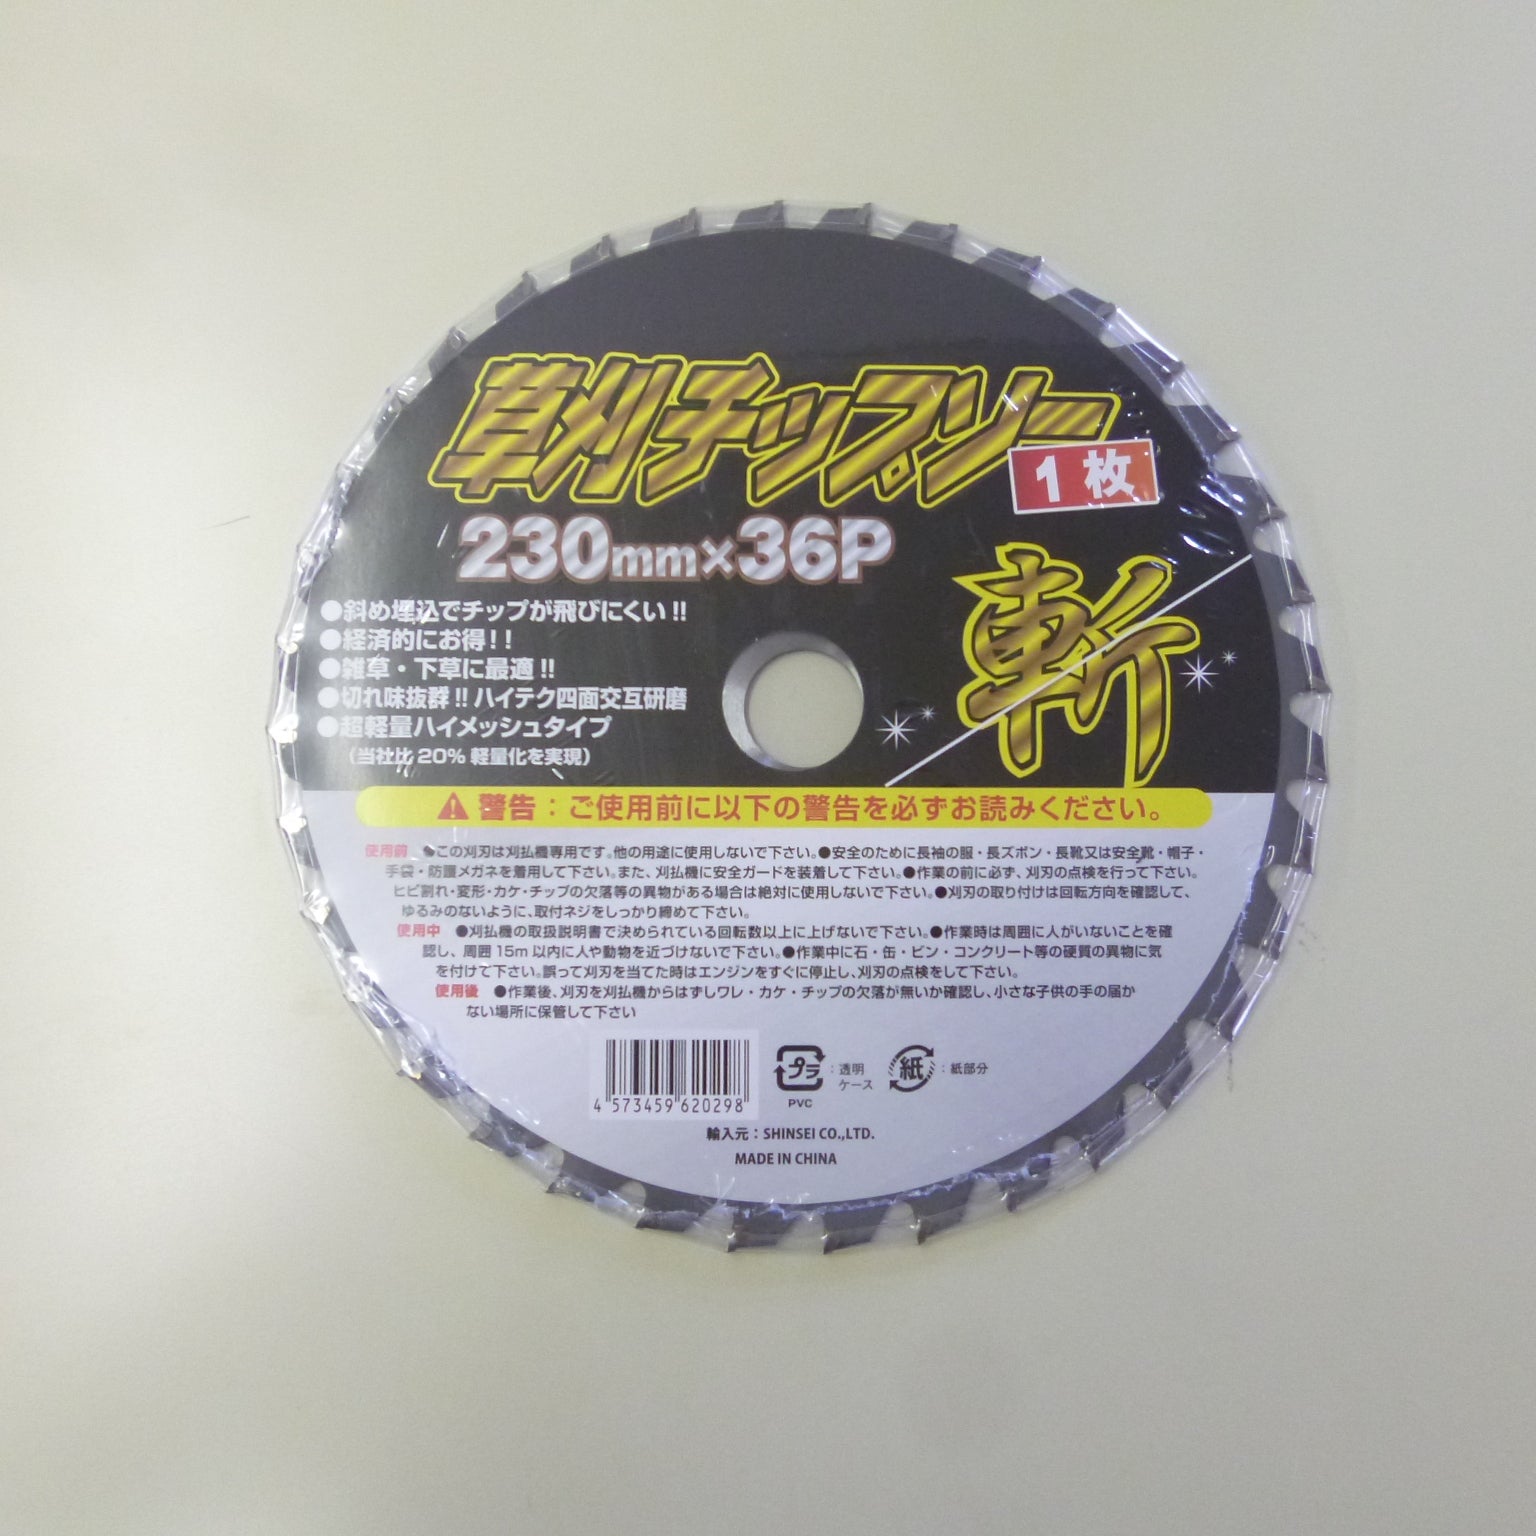 草刈チップソー
1枚
230mm×36P
斬
●斜め埋込でチップが飛びにくい!!
●経済的にお得!!
●雑草・下草に最適!!
●切れ味抜群!! ハイテク四面交互研磨
●超軽量ハイメッシュタイプ
(当社比 20% 軽量化を実現)
警告:ご使用前に以下の警告を必ずお読みください。
使用前 ●この刈刃は刈払機専用です。他の用途に使用しないで下さい。●安全のために長袖の服・長ズボン・長靴又は安全靴・帽子・
手袋・防護メガネを着用して下さい。また、刈払機に安全ガードを装着して下さい。●作業の前に必ず、刈刃の点検を行って下さい。
ヒビ割れ・変形・カケ・チップの欠落等の異物がある場合は絶対に使用しないで下さい。●刈刃の取り付けは回転方向を確認して、
ゆるみのないように、取付ネジをしっかり締めて下さい。
使用中 ●刈払機の取扱説明書で決められている回転数以上に上げないで下さい。●作業時は周囲に人がいないことを確
認し、周囲 15m 以内に人や動物を近づけないで下さい。●作業中に石・缶・ビン・コンクリート等の硬質の異物に気
を付けて下さい。誤って刈刃を当てた時はエンジンをすぐに停止し、刈刃の点検をして下さい。
使用後 ●作業後、刈刃を刈払機からはずしワレ・カケ・チップの欠落が無いか確認し、小さな子供の手の届か
ない場所に保管して下さい
4 573459 620298
プラ
PVC
:透明
ケース
紙
:紙部分
輸入元:SHINSEI CO.,LTD.
MADE IN CHINA